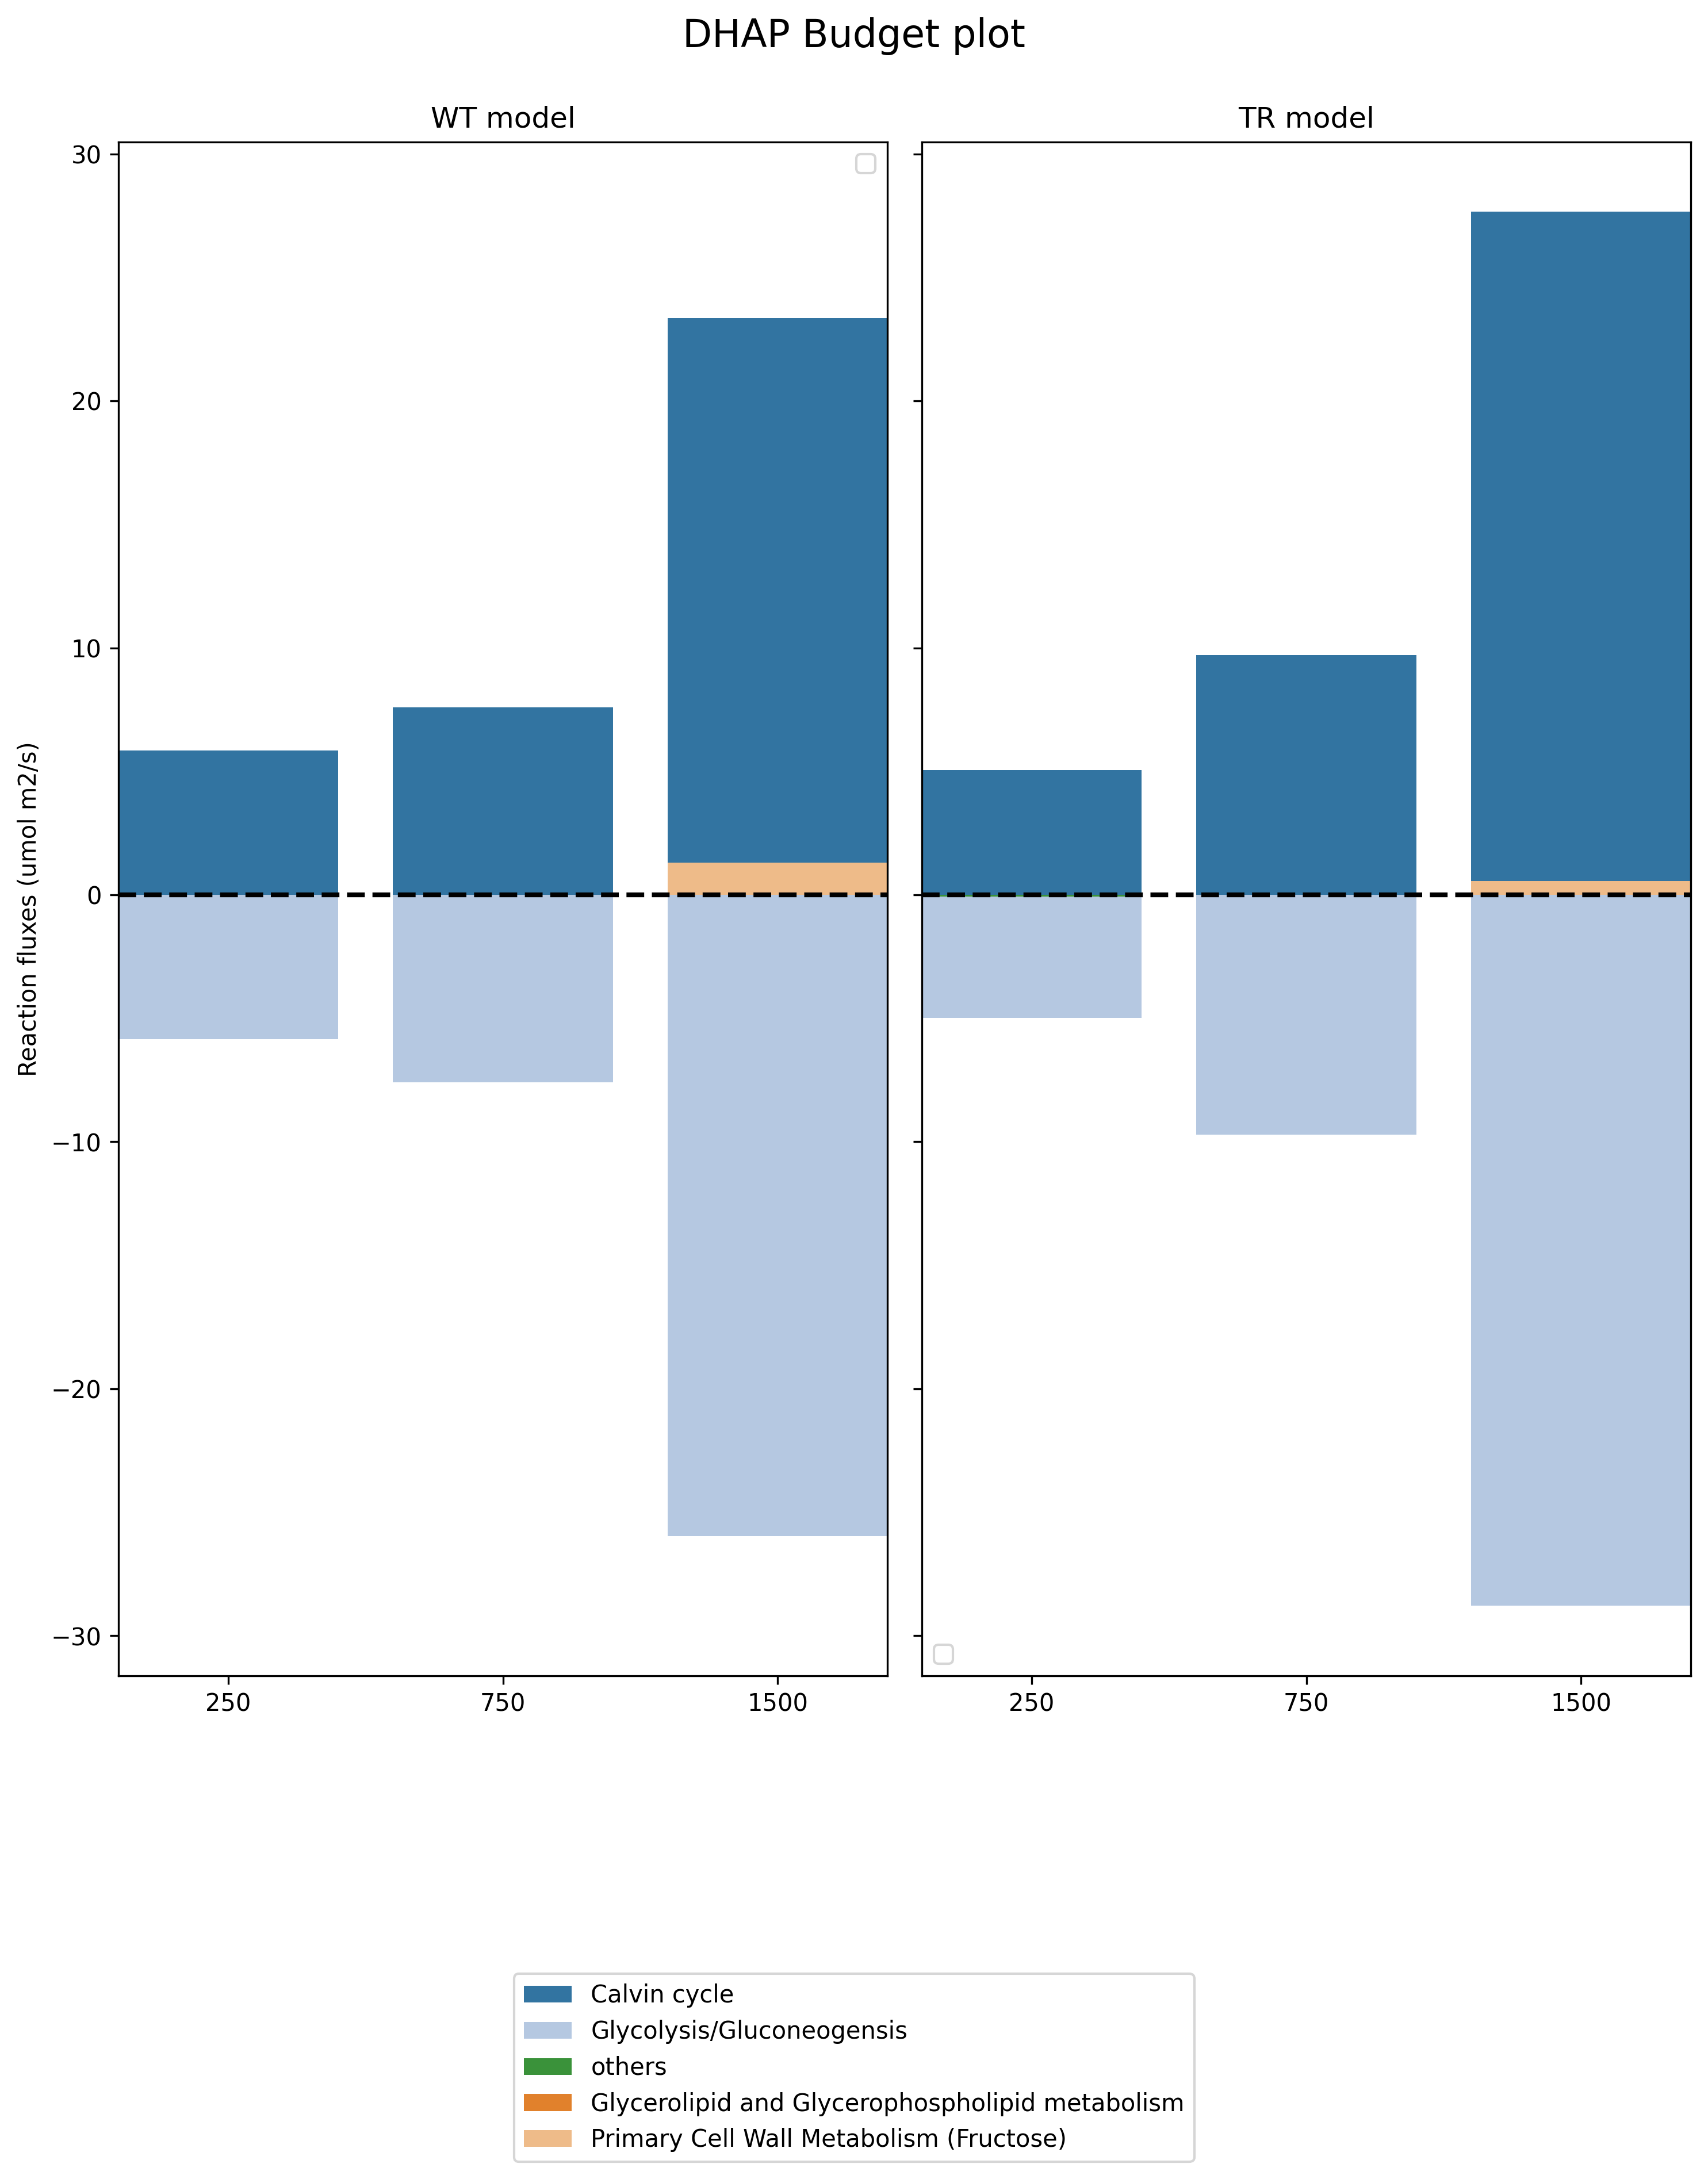 DHAP Budget plot
WT model
TR model
30
20
10
0
−10
−20
−30
Reaction fluxes (umol m2/s)
250 750 1500
250 750 1500
Calvin cycle
Glycolysis/Gluconeogensis
others
Glycerolipid and Glycerophospholipid metabolism
Primary Cell Wall Metabolism (Fructose)